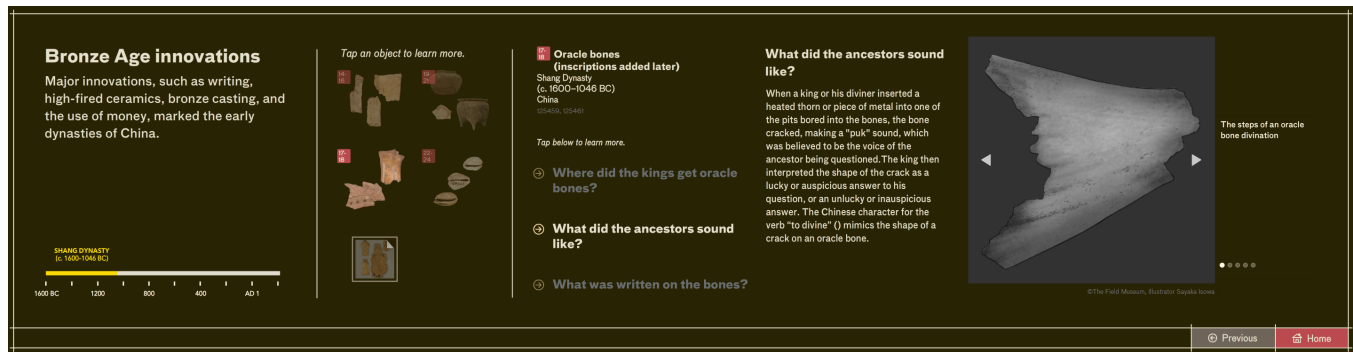 Bronze Age innovations
Major innovations, such as writing,
high-fired ceramics, bronze casting, and
the use of money, marked the early
dynasties of China.
SHANG DYNASTY
(c. 1600–1046 BC)
1600 BC 1200 800 400 AD 1
Tap an object to learn more.
14-
16
19-
21
17-
18
22-
24
17-
18
Oracle bones
(inscriptions added later)
Shang Dynasty
(c. 1600–1046 BC)
China
125459, 125461
Tap below to learn more.
Where did the kings get oracle
bones?
What did the ancestors sound
like?
What was written on the bones?
What did the ancestors sound
like?
When a king or his diviner inserted a
heated thorn or piece of metal into one of
the pits bored into the bones, the bone
cracked, making a "puk" sound, which
was believed to be the voice of the
ancestor being questioned.The king then
interpreted the shape of the crack as a
lucky or auspicious answer to his
question, or an unlucky or inauspicious
answer. The Chinese character for the
verb “to divine” () mimics the shape of a
crack on an oracle bone.
The steps of an oracle
bone divination
©The Field Museum, Illustrator Sayaka Isowa
Previous
Home